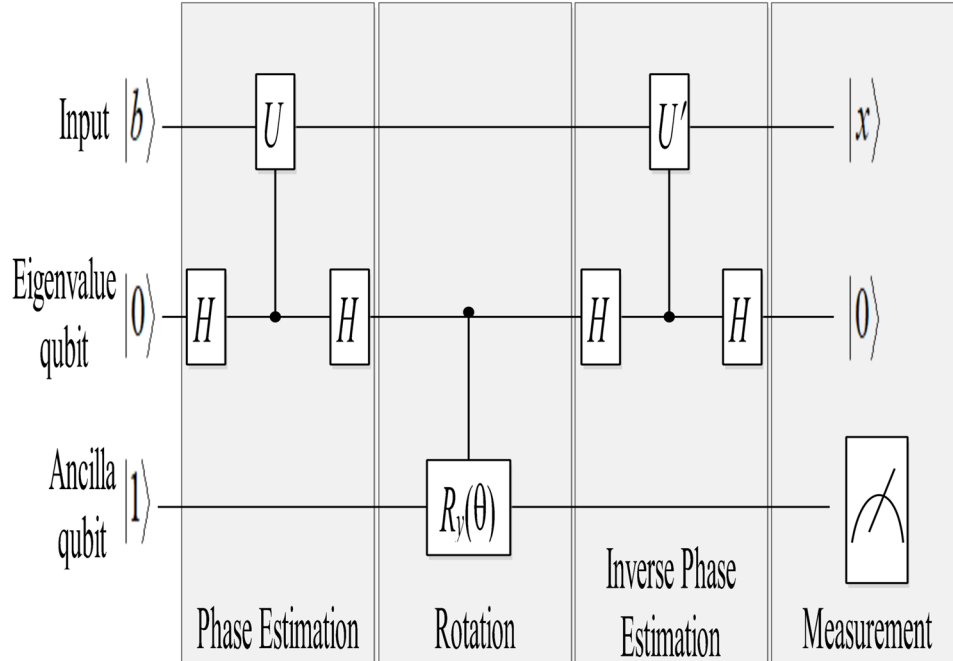 Input |b⟩ U U′ |x⟩
Eigenvalue
qubit |0⟩ H H H H |0⟩
Ancilla
qubit |1⟩ R_y(θ)
Phase Estimation
Rotation
Inverse Phase
Estimation
Measurement